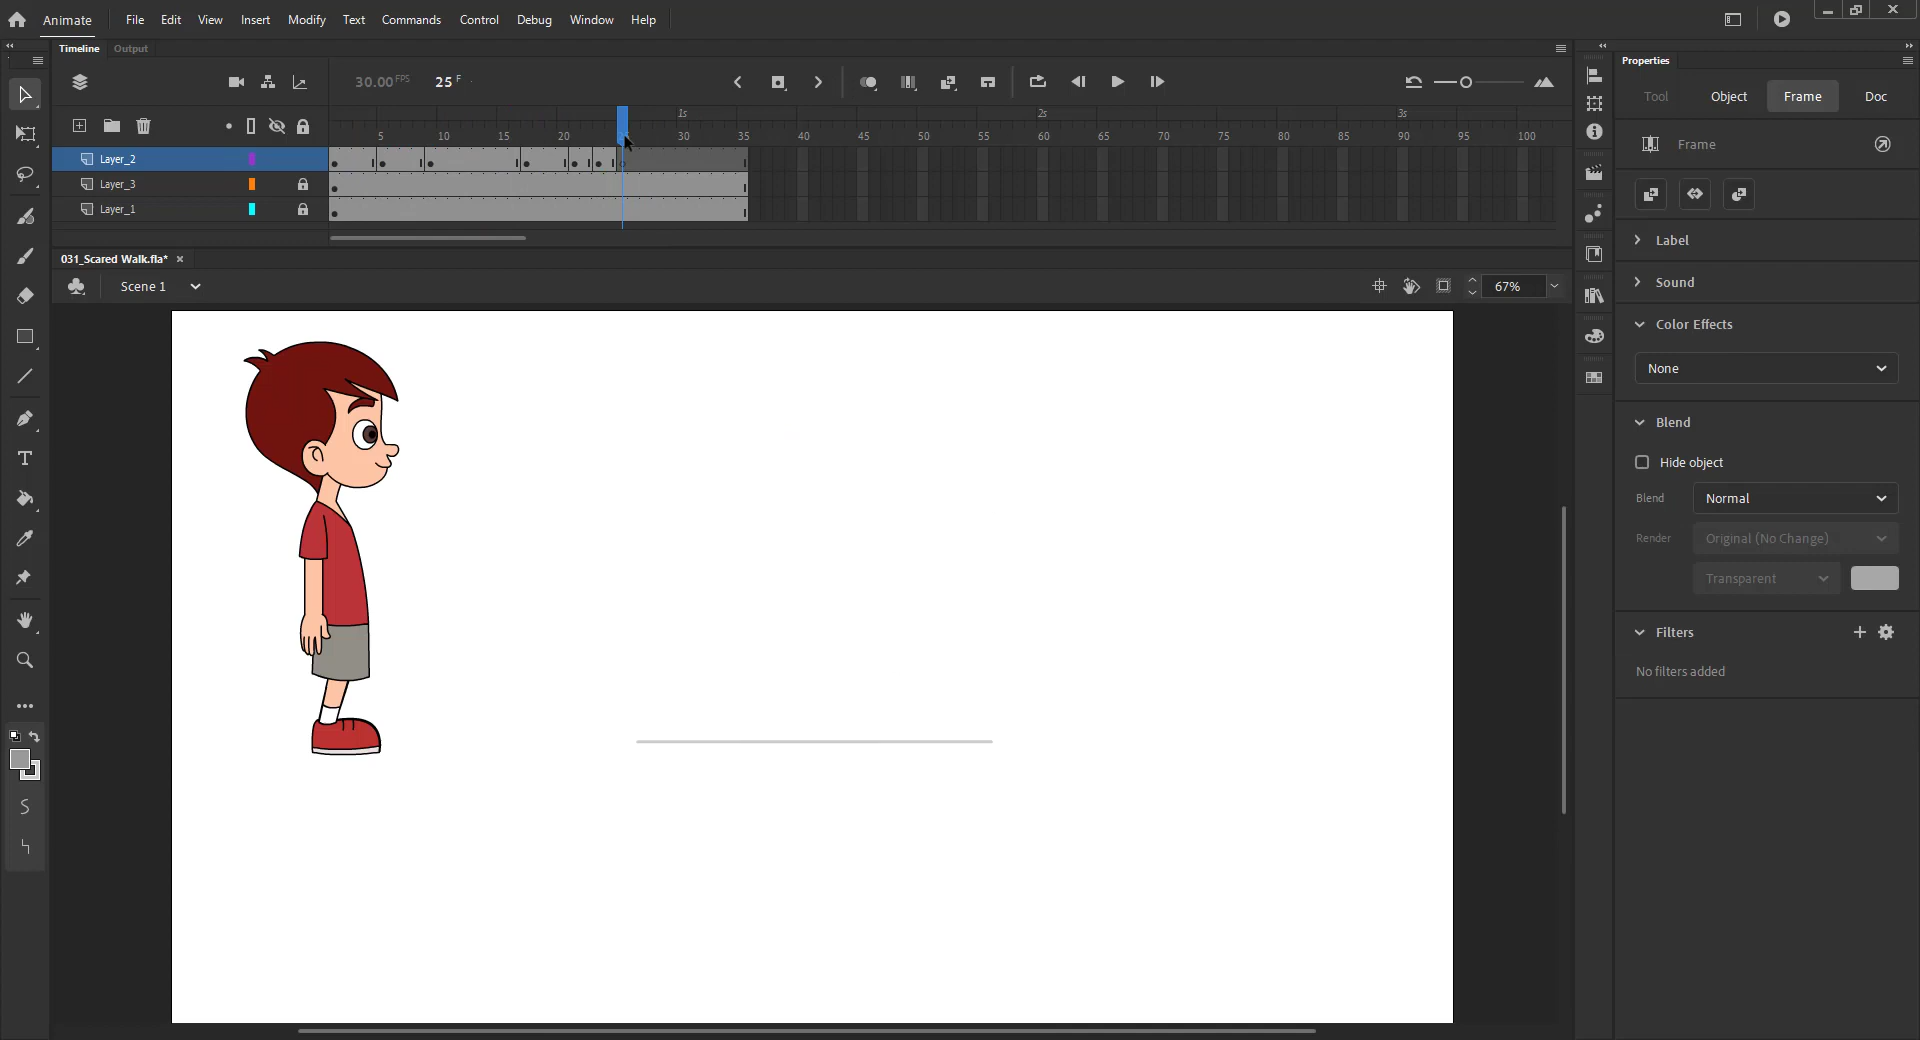 Animate File Edit View Insert Modify Text Commands Control Debug Window Help
Timeline Output
Properties
30.00 FPS 25 F
Tool Object Frame Doc
1s 2s 3s
5 10 15 20 25 30 35 40 45 50 55 60 65 70 75 80 85 90 95 100
Layer_2
Frame
Layer_3
Layer_1
Label
031_Scared Walk.fla* ×
Scene 1
67%
Sound
Color Effects
None
Blend
Hide object
Blend Normal
Render Original (No Change)
Transparent
Filters
No filters added